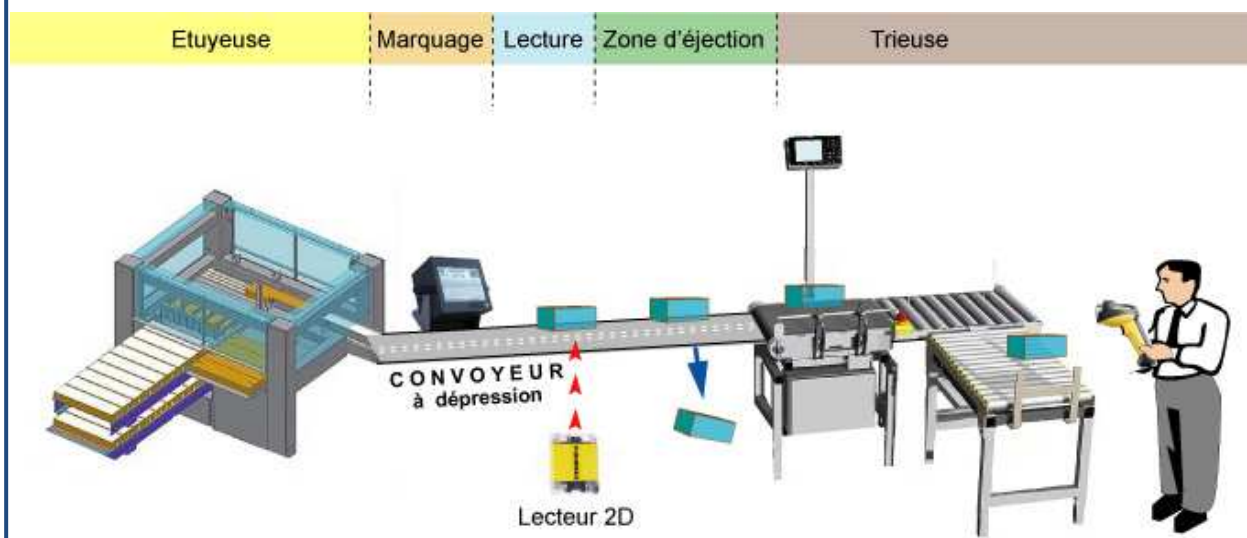 Etuyeuse
Marquage
Lecture
Zone d'éjection
Trieuse
CONVOYEUR
à dépression
Lecteur 2D